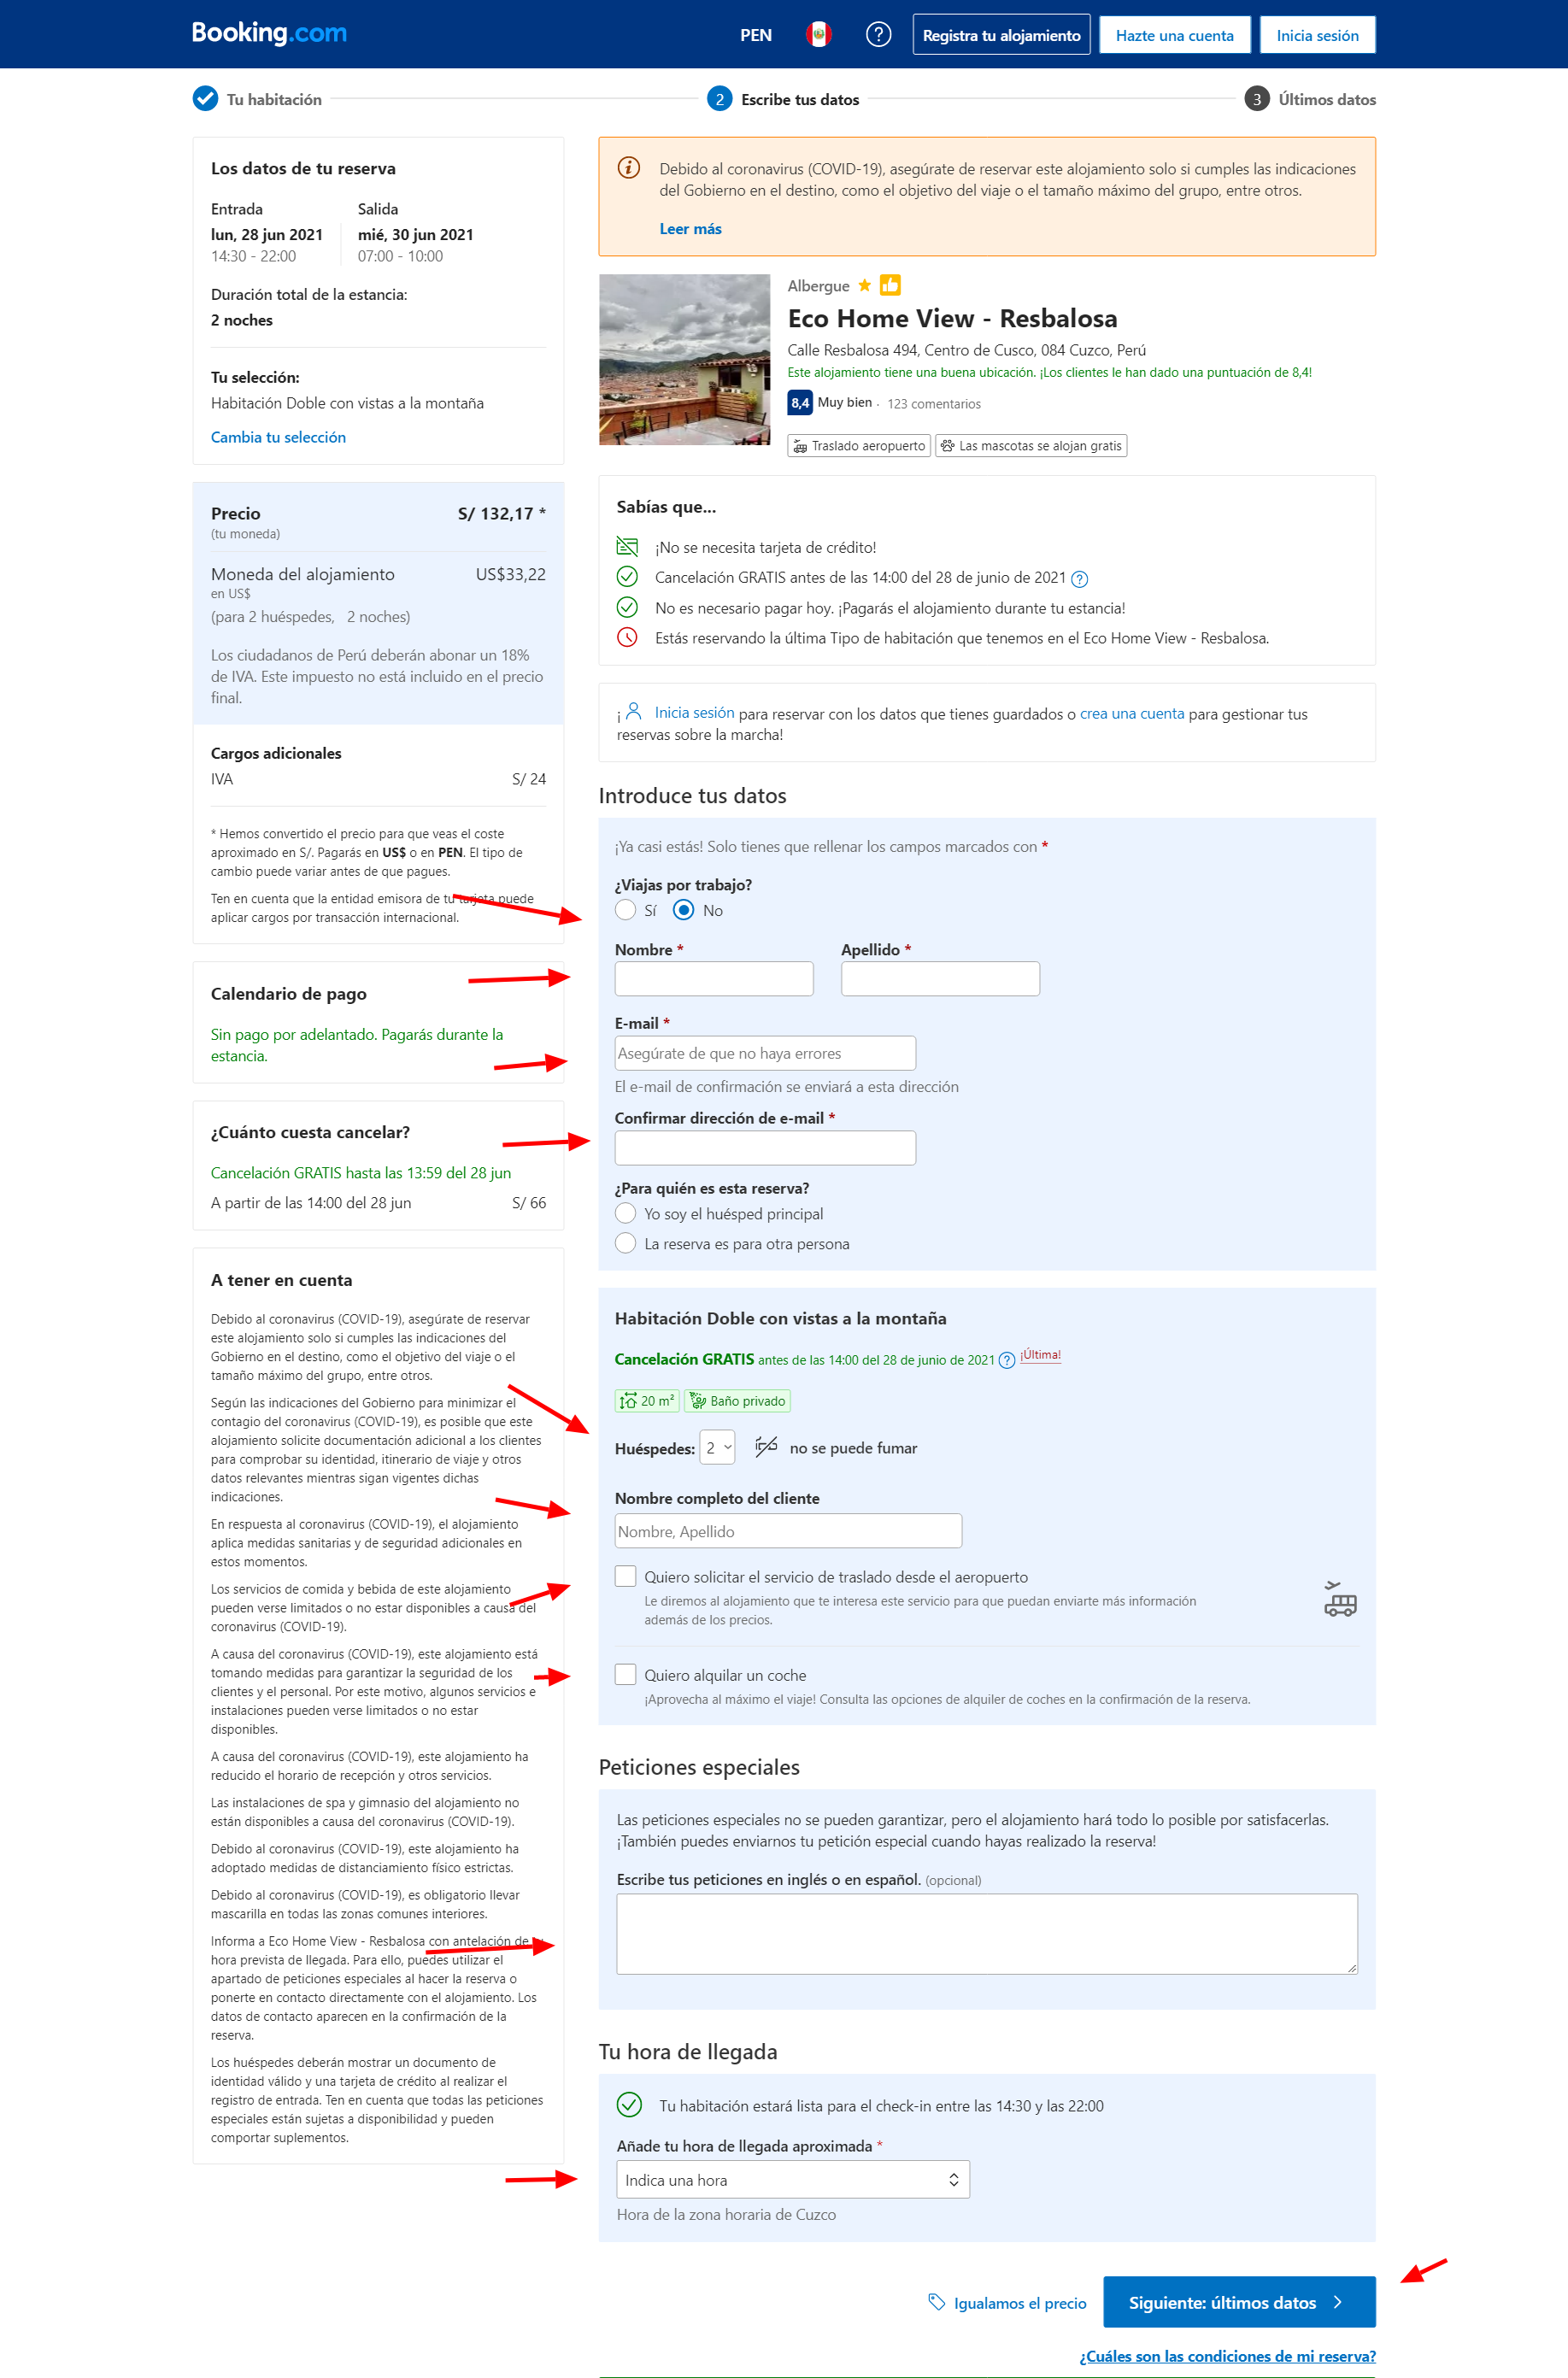 Booking.com
PEN
?
Registra tu alojamiento
Hazte una cuenta
Inicia sesión
Tu habitación
2 Escribe tus datos
3 Últimos datos
Los datos de tu reserva
Entrada
Salida
lun, 28 jun 2021
mié, 30 jun 2021
14:30 - 22:00
07:00 - 10:00
Duración total de la estancia:
2 noches
Tu selección:
Habitación Doble con vistas a la montaña
Cambia tu selección
Precio S/ 132,17 *
(tu moneda)
Moneda del alojamiento US$33,22
en US$
(para 2 huéspedes, 2 noches)
Los ciudadanos de Perú deberán abonar un 18%
de IVA. Este impuesto no está incluido en el precio
final.
Cargos adicionales
IVA S/ 24
* Hemos convertido el precio para que veas el coste
aproximado en S/. Pagarás en US$ o en PEN. El tipo de
cambio puede variar antes de que pagues.
Ten en cuenta que la entidad emisora de tu tarjeta puede
aplicar cargos por transacción internacional.
Calendario de pago
Sin pago por adelantado. Pagarás durante la
estancia.
¿Cuánto cuesta cancelar?
Cancelación GRATIS hasta las 13:59 del 28 jun
A partir de las 14:00 del 28 jun S/ 66
A tener en cuenta
Debido al coronavirus (COVID-19), asegúrate de reservar
este alojamiento solo si cumples las indicaciones del
Gobierno en el destino, como el objetivo del viaje o el
tamaño máximo del grupo, entre otros.
Según las indicaciones del Gobierno para minimizar el
contagio del coronavirus (COVID-19), es posible que este
alojamiento solicite documentación adicional a los clientes
para comprobar su identidad, itinerario de viaje y otros
datos relevantes mientras sigan vigentes dichas
indicaciones.
En respuesta al coronavirus (COVID-19), el alojamiento
aplica medidas sanitarias y de seguridad adicionales en
estos momentos.
Los servicios de comida y bebida de este alojamiento
pueden verse limitados o no estar disponibles a causa del
coronavirus (COVID-19).
A causa del coronavirus (COVID-19), este alojamiento está
tomando medidas para garantizar la seguridad de los
clientes y el personal. Por este motivo, algunos servicios e
instalaciones pueden verse limitados o no estar
disponibles.
A causa del coronavirus (COVID-19), este alojamiento ha
reducido el horario de recepción y otros servicios.
Las instalaciones de spa y gimnasio del alojamiento no
están disponibles a causa del coronavirus (COVID-19).
Debido al coronavirus (COVID-19), este alojamiento ha
adoptado medidas de distanciamiento físico estrictas.
Debido al coronavirus (COVID-19), es obligatorio llevar
mascarilla en todas las zonas comunes interiores.
Informa a Eco Home View - Resbalosa con antelación de
hora prevista de llegada. Para ello, puedes utilizar el
apartado de peticiones especiales al hacer la reserva o
ponerte en contacto directamente con el alojamiento. Los
datos de contacto aparecen en la confirmación de la
reserva.
Los huéspedes deberán mostrar un documento de
identidad válido y una tarjeta de crédito al realizar el
registro de entrada. Ten en cuenta que todas las peticiones
especiales están sujetas a disponibilidad y pueden
comportar suplementos.
Debido al coronavirus (COVID-19), asegúrate de reservar este alojamiento solo si cumples las indicaciones
del Gobierno en el destino, como el objetivo del viaje o el tamaño máximo del grupo, entre otros.
Leer más
Albergue
Eco Home View - Resbalosa
Calle Resbalosa 494, Centro de Cusco, 084 Cuzco, Perú
Este alojamiento tiene una buena ubicación. ¡Los clientes le han dado una puntuación de 8,4!
8,4 Muy bien · 123 comentarios
Traslado aeropuerto
Las mascotas se alojan gratis
Sabías que...
¡No se necesita tarjeta de crédito!
Cancelación GRATIS antes de las 14:00 del 28 de junio de 2021 ?
No es necesario pagar hoy. ¡Pagarás el alojamiento durante tu estancia!
Estás reservando la última Tipo de habitación que tenemos en el Eco Home View - Resbalosa.
¡ Inicia sesión para reservar con los datos que tienes guardados o crea una cuenta para gestionar tus
reservas sobre la marcha!
Introduce tus datos
¡Ya casi estás! Solo tienes que rellenar los campos marcados con *
¿Viajas por trabajo?
Sí No
Nombre *
Apellido *
E-mail *
Asegúrate de que no haya errores
El e-mail de confirmación se enviará a esta dirección
Confirmar dirección de e-mail *
¿Para quién es esta reserva?
Yo soy el huésped principal
La reserva es para otra persona
Habitación Doble con vistas a la montaña
Cancelación GRATIS antes de las 14:00 del 28 de junio de 2021 ? ¡Última!
20 m²
Baño privado
Huéspedes: 2 no se puede fumar
Nombre completo del cliente
Nombre, Apellido
Quiero solicitar el servicio de traslado desde el aeropuerto
Le diremos al alojamiento que te interesa este servicio para que puedan enviarte más información
además de los precios.
Quiero alquilar un coche
¡Aprovecha al máximo el viaje! Consulta las opciones de alquiler de coches en la confirmación de la reserva.
Peticiones especiales
Las peticiones especiales no se pueden garantizar, pero el alojamiento hará todo lo posible por satisfacerlas.
¡También puedes enviarnos tu petición especial cuando hayas realizado la reserva!
Escribe tus peticiones en inglés o en español. (opcional)
Tu hora de llegada
Tu habitación estará lista para el check-in entre las 14:30 y las 22:00
Añade tu hora de llegada aproximada *
Indica una hora
Hora de la zona horaria de Cuzco
Igualamos el precio
Siguiente: últimos datos
¿Cuáles son las condiciones de mi reserva?